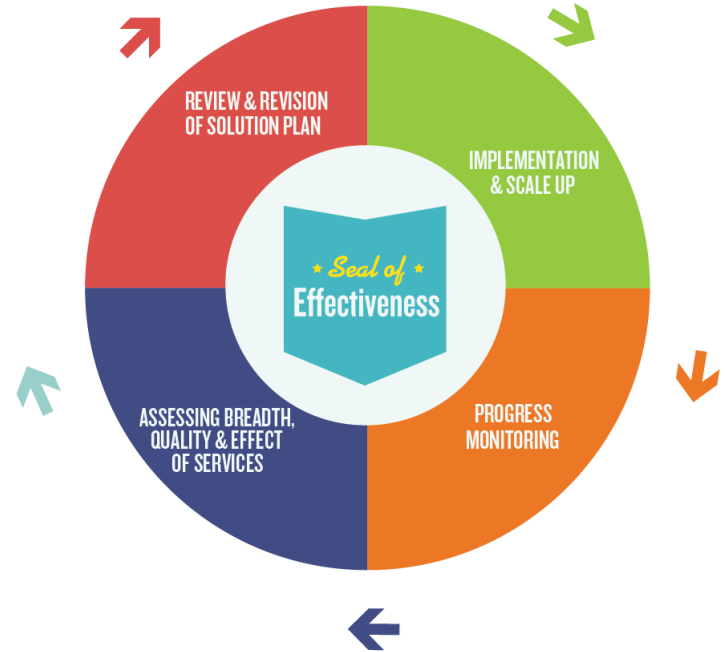 REVIEW & REVISION
OF SOLUTION PLAN
IMPLEMENTATION
& SCALE UP
Seal of
Effectiveness
ASSESSING BREADTH,
QUALITY & EFFECT
OF SERVICES
PROGRESS
MONITORING